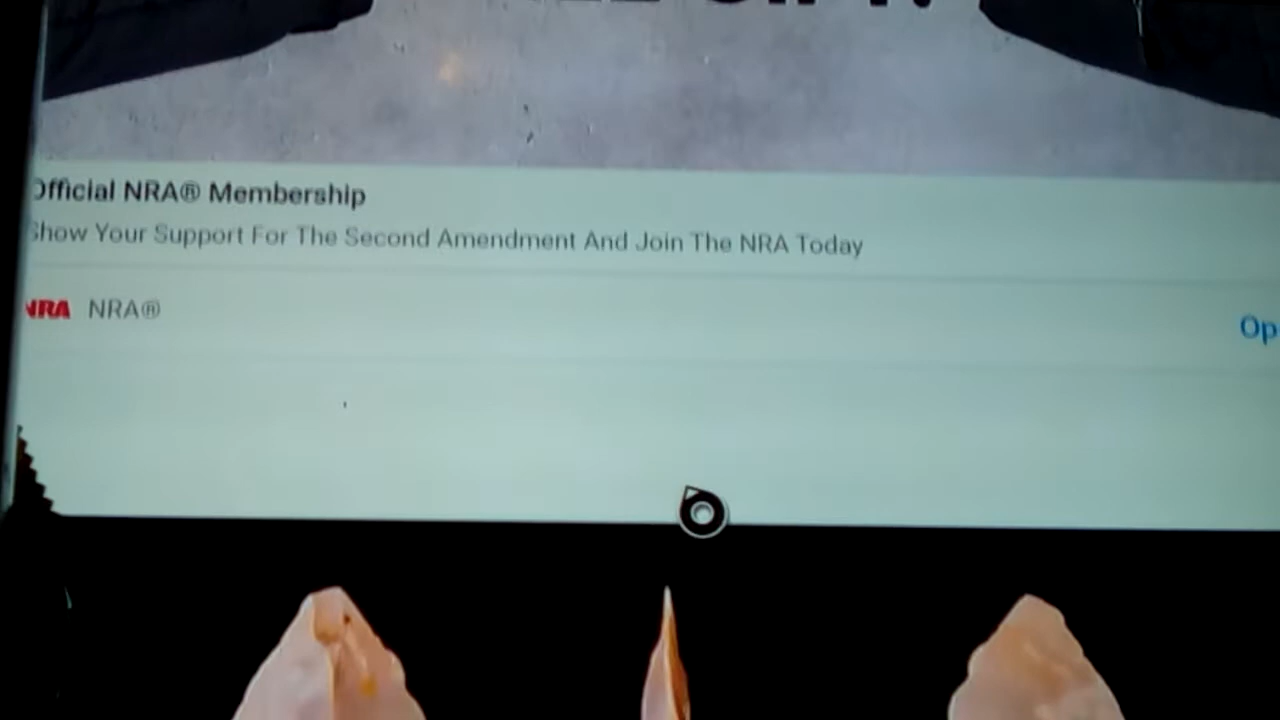 Official NRA® Membership
Show Your Support For The Second Amendment And Join The NRA Today
NRA NRA®
Op